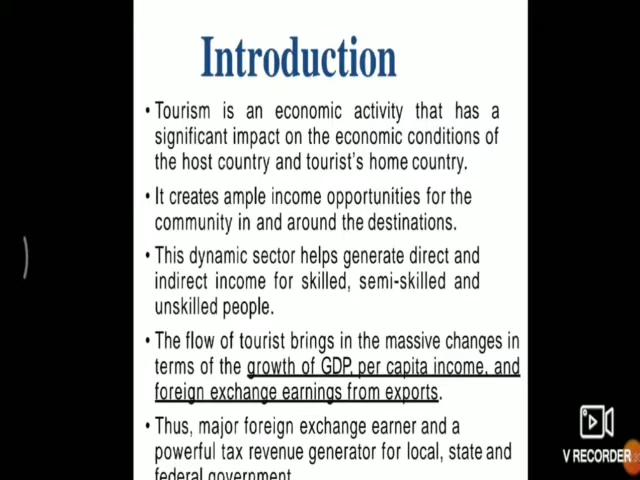 Introduction
• Tourism is an economic activity that has a
significant impact on the economic conditions of
the host country and tourist's home country.
• It creates ample income opportunities for the
community in and around the destinations.
• This dynamic sector helps generate direct and
indirect income for skilled, semi-skilled and
unskilled people.
• The flow of tourist brings in the massive changes in
terms of the growth of GDP, per capita income, and
foreign exchange earnings from exports.
• Thus, major foreign exchange earner and a
powerful tax revenue generator for local, state and
federal government
V RECORDER